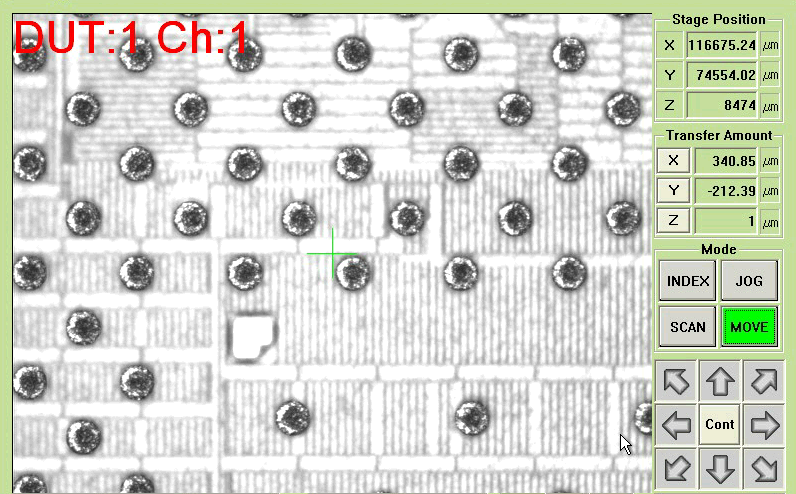 DUT:1 Ch:1
Stage Position
X 116675.24 µm
Y 74554.02 µm
Z 8474 µm
Transfer Amount
X 340.85 µm
Y -212.39 µm
Z 1 µm
Mode
INDEX JOG
SCAN MOVE
Cont